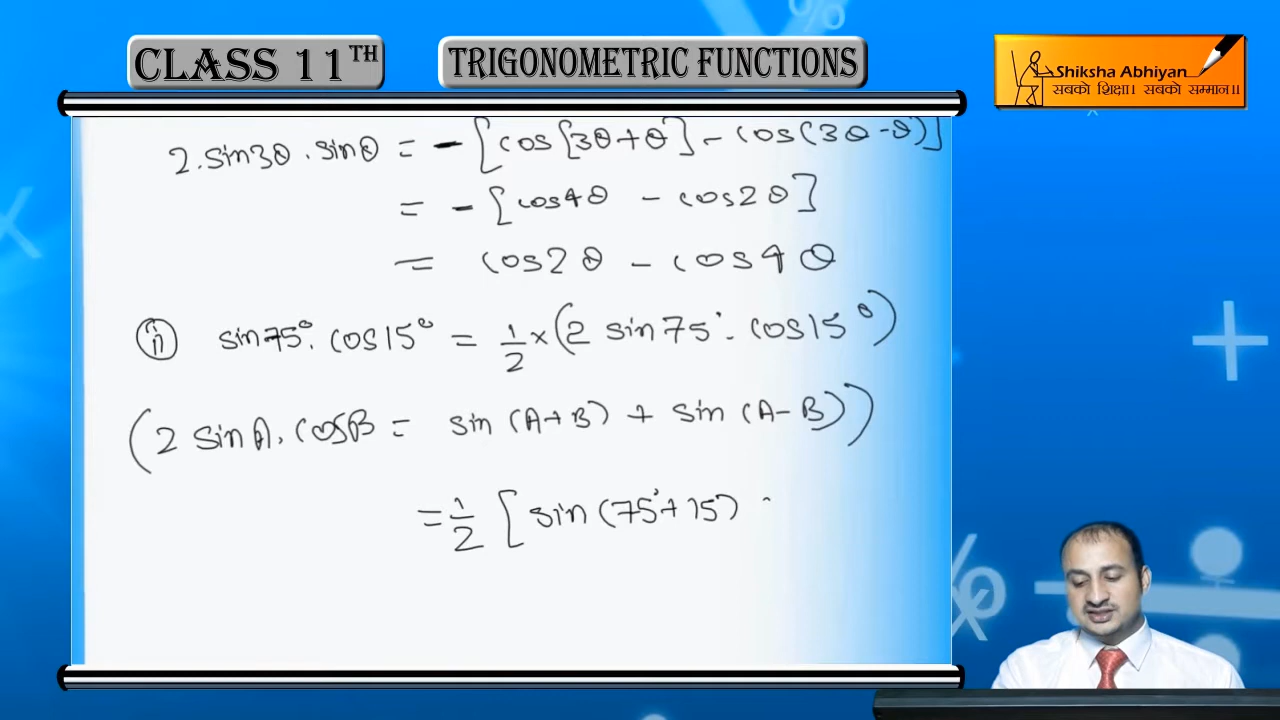 CLASS 11TH
TRIGONOMETRIC FUNCTIONS
Shiksha Abhiyan
सबको शिक्षा। सबको सम्मान॥
2.sin3θ.sinθ = -[cos[3θ+θ] - cos(3θ-θ)]
= -[cos4θ - cos2θ]
= cos2θ - cos4θ
(ii) sin75°. cos15° = 1/2 × (2 sin75°. cos15°)
(2 sinA. cosB = sin (A+B) + sin (A-B))
= 1/2 [sin (75°+15)